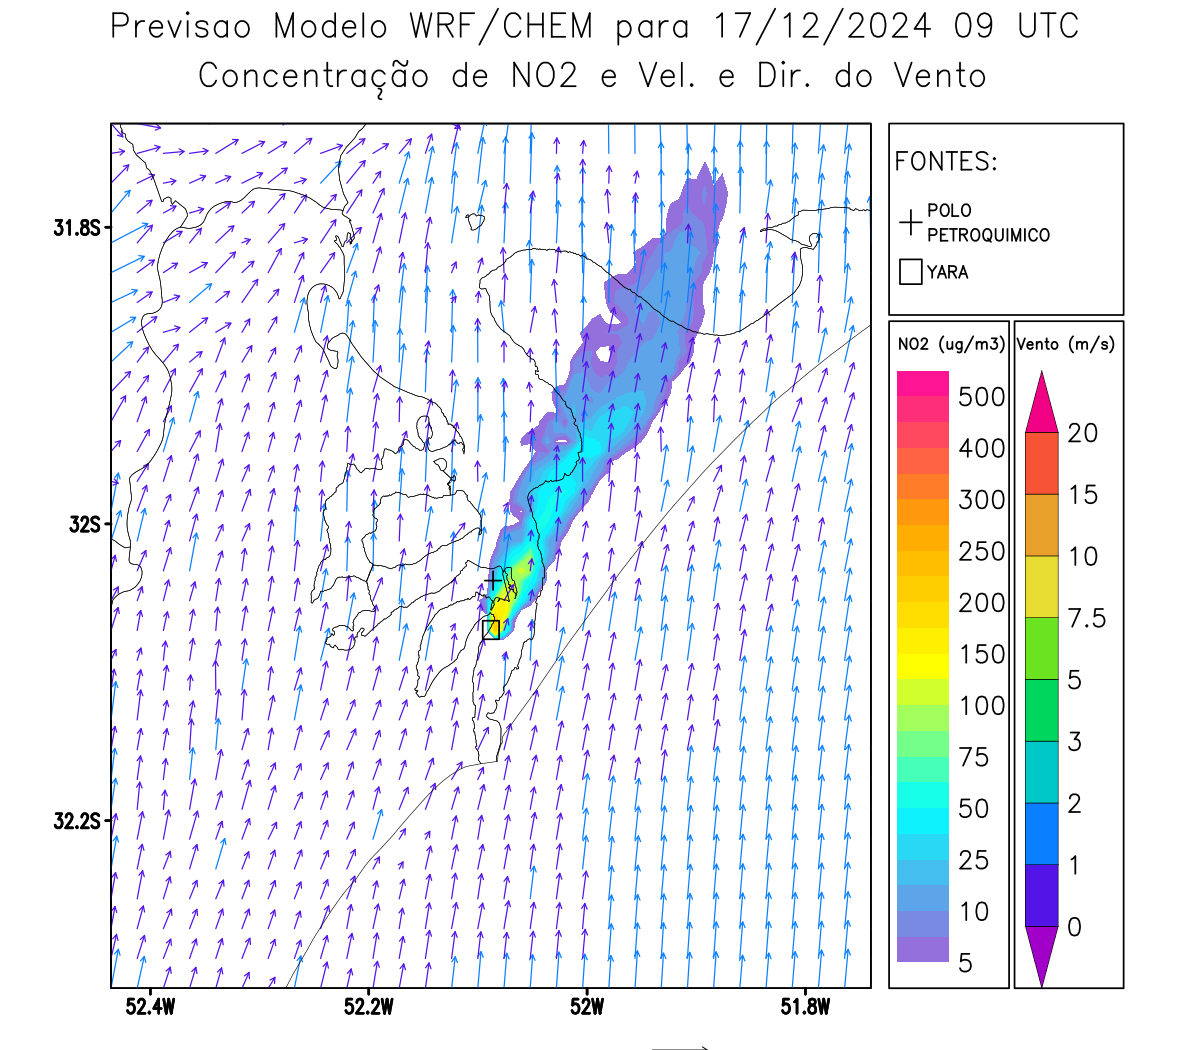 Previsao Modelo WRF/CHEM para 17/12/2024 09 UTC
Concentração de NO2 e Vel. e Dir. do Vento
FONTES:
POLO
PETROQUIMICO
YARA
NO2 (ug/m3)
500
400
300
250
200
150
100
75
50
25
10
5
Vento (m/s)
20
15
10
7.5
5
3
2
1
0
31.8S
32S
32.2S
52.4W
52.2W
52W
51.8W